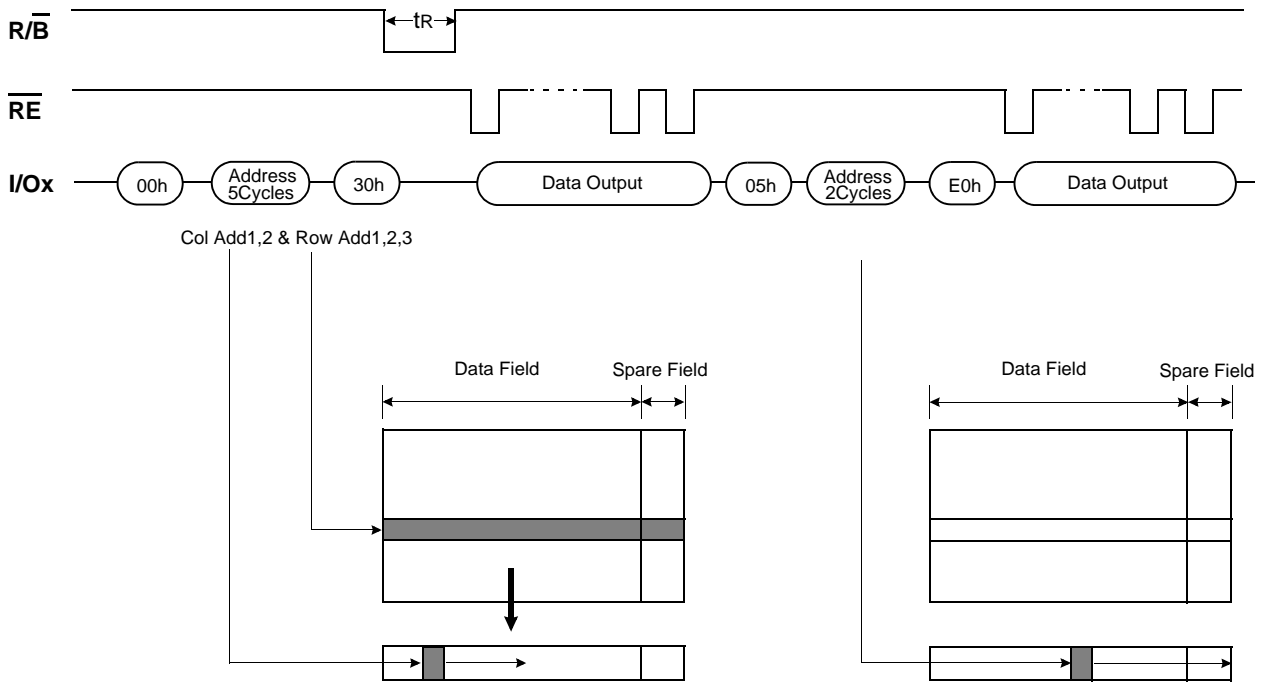 R/B̅
tR
R̅E̅
I/Ox
00h
Address
5Cycles
30h
Data Output
05h
Address
2Cycles
E0h
Data Output
Col Add1,2 & Row Add1,2,3
Data Field
Spare Field
Data Field
Spare Field